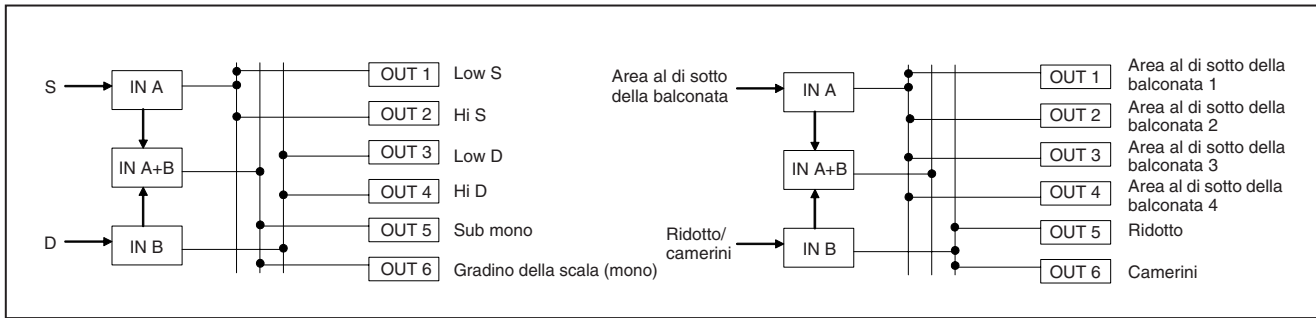 S
IN A
IN A+B
D
IN B
OUT 1
Low S
OUT 2
Hi S
OUT 3
Low D
OUT 4
Hi D
OUT 5
Sub mono
OUT 6
Gradino della scala (mono)
Area al di sotto
della balconata
IN A
IN A+B
Ridotto/
camerini
IN B
OUT 1
Area al di sotto della
balconata 1
OUT 2
Area al di sotto della
balconata 2
OUT 3
Area al di sotto della
balconata 3
OUT 4
Area al di sotto della
balconata 4
OUT 5
Ridotto
OUT 6
Camerini